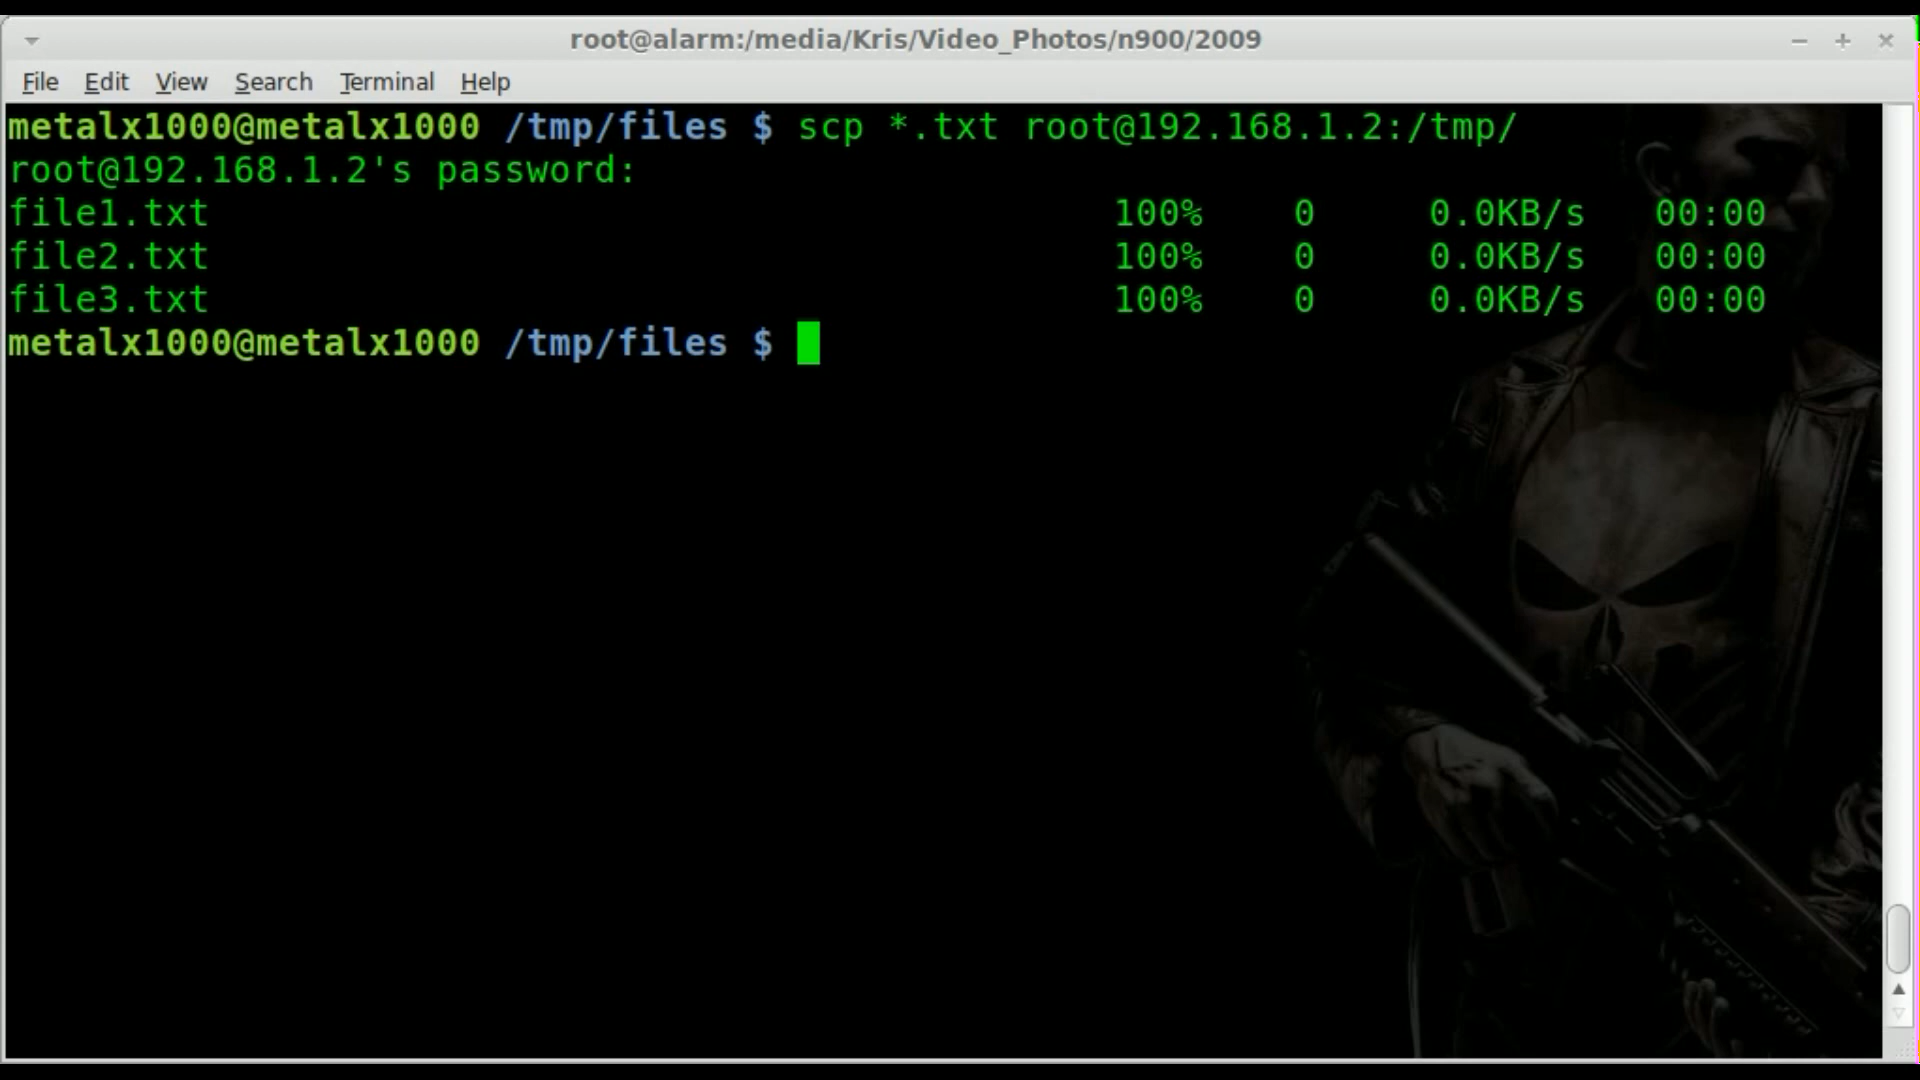 root@alarm:/media/Kris/Video_Photos/n900/2009
File Edit View Search Terminal Help
metalx1000@metalx1000 /tmp/files $ scp *.txt root@192.168.1.2:/tmp/
root@192.168.1.2's password:
file1.txt 100% 0 0.0KB/s 00:00
file2.txt 100% 0 0.0KB/s 00:00
file3.txt 100% 0 0.0KB/s 00:00
metalx1000@metalx1000 /tmp/files $